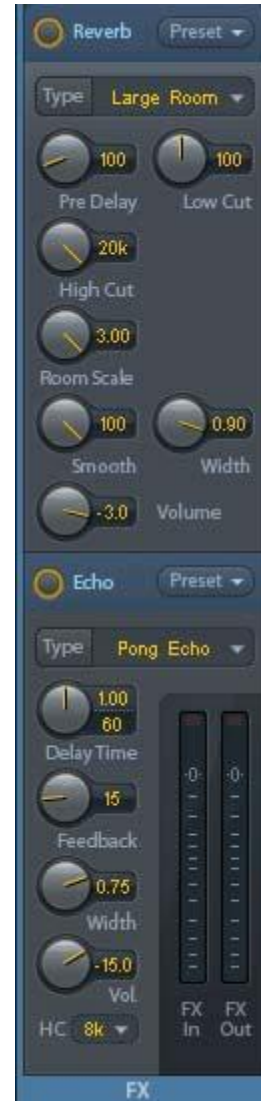 Reverb Preset
Type Large Room
100 100
Pre Delay Low Cut
20k
High Cut
3.00
Room Scale
100 0.90
Smooth Width
-3.0 Volume
Echo Preset
Type Pong Echo
1.00
60
Delay Time
15
Feedback
0.75
Width
-15.0
Vol.
HC 8k
-0- -0-
FX FX
In Out
FX